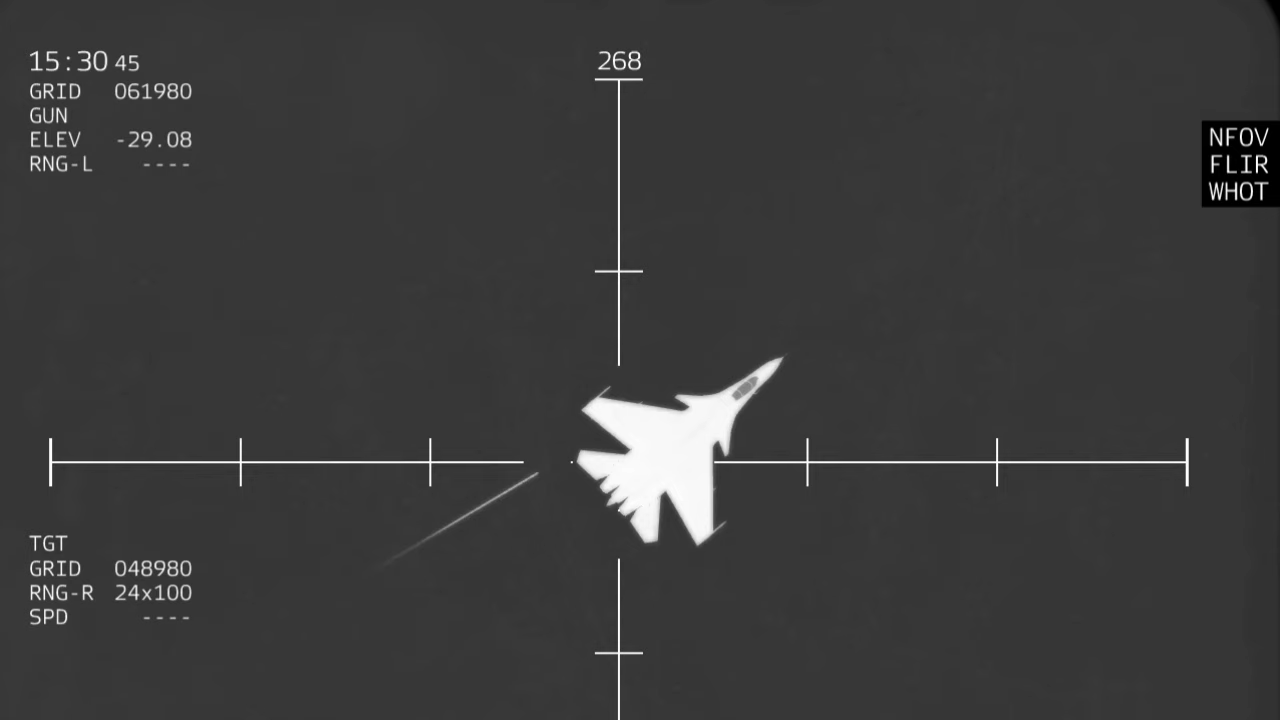 15:30 45
GRID 061980
GUN
ELEV -29.08
RNG-L ----
268
NFOV
FLIR
WHOT
TGT
GRID 048980
RNG-R 24x100
SPD ----